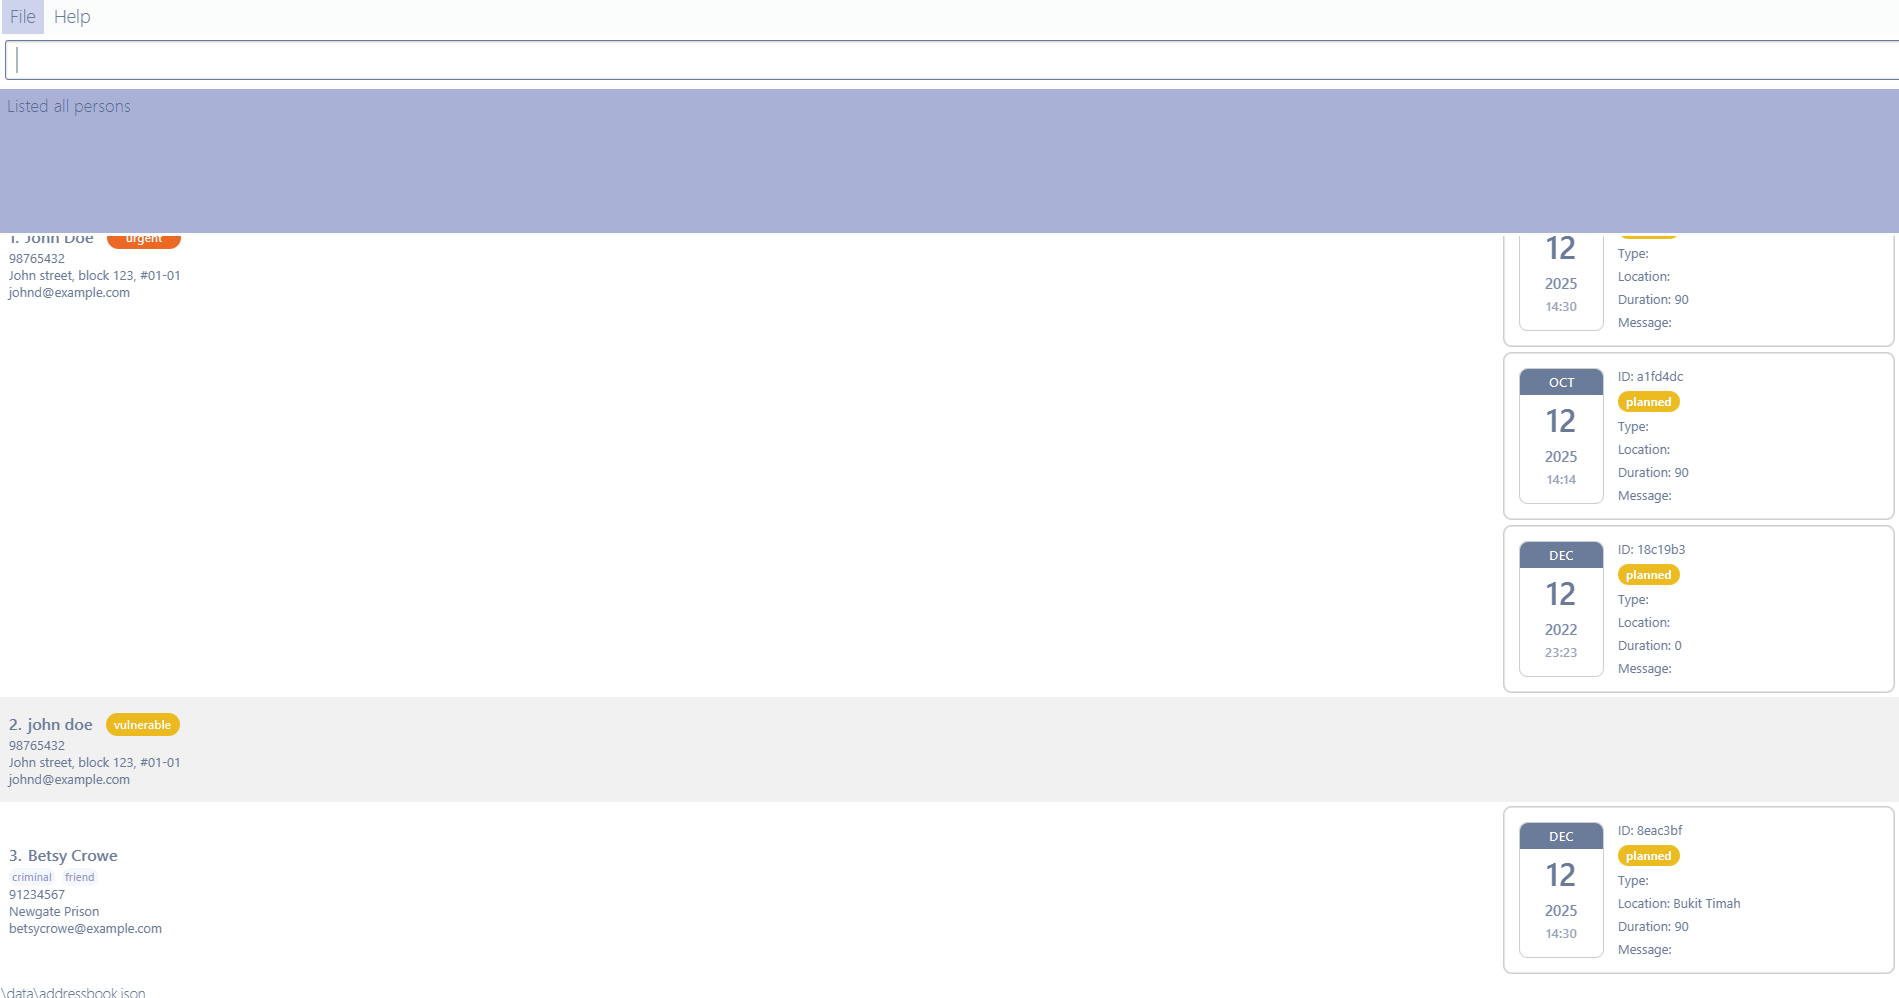 File Help
Listed all persons
1. John Doe urgent
98765432
John street, block 123, #01-01
johnd@example.com
12
2025
14:30
Type:
Location:
Duration: 90
Message:
OCT
12
2025
14:14
ID: a1fd4dc
planned
Type:
Location:
Duration: 90
Message:
DEC
12
2022
23:23
ID: 18c19b3
planned
Type:
Location:
Duration: 0
Message:
2. john doe vulnerable
98765432
John street, block 123, #01-01
johnd@example.com
3. Betsy Crowe
criminal friend
91234567
Newgate Prison
betsycrowe@example.com
DEC
12
2025
14:30
ID: 8eac3bf
planned
Type:
Location: Bukit Timah
Duration: 90
Message:
\data\addressbook.json